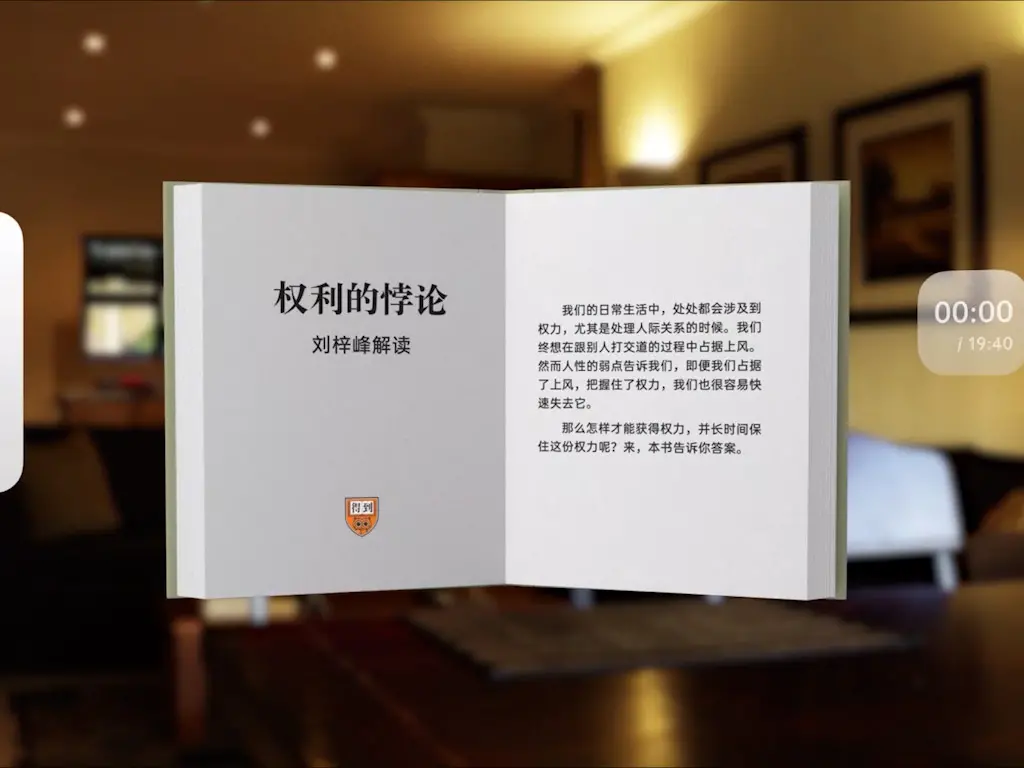 权利的悖论
刘梓峰解读
得到
我们的日常生活中，处处都会涉及到
权力，尤其是处理人际关系的时候。我们
终想在跟别人打交道的过程中占据上风。
然而人性的弱点告诉我们，即便我们占据
了上风，把握住了权力，我们也很容易快
速失去它。
那么怎样才能获得权力，并长时间保
住这份权力呢？来，本书告诉你答案。
00:00
/ 19:40